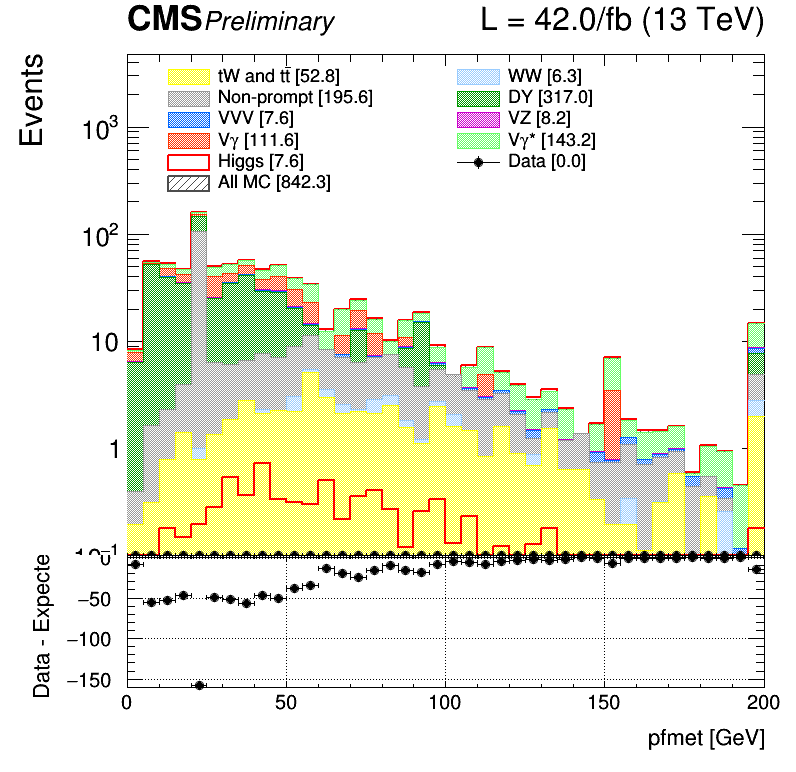 CMS Preliminary L = 42.0/fb (13 TeV)
Events
tW and tt̄ [52.8] WW [6.3]
Non-prompt [195.6] DY [317.0]
VVV [7.6] VZ [8.2]
Vγ [111.6] Vγ* [143.2]
Higgs [7.6] Data [0.0]
All MC [842.3]
10³
10²
10
1
10⁻¹
Data - Expecte
0
−50
−100
−150
0 50 100 150 200
pfmet [GeV]